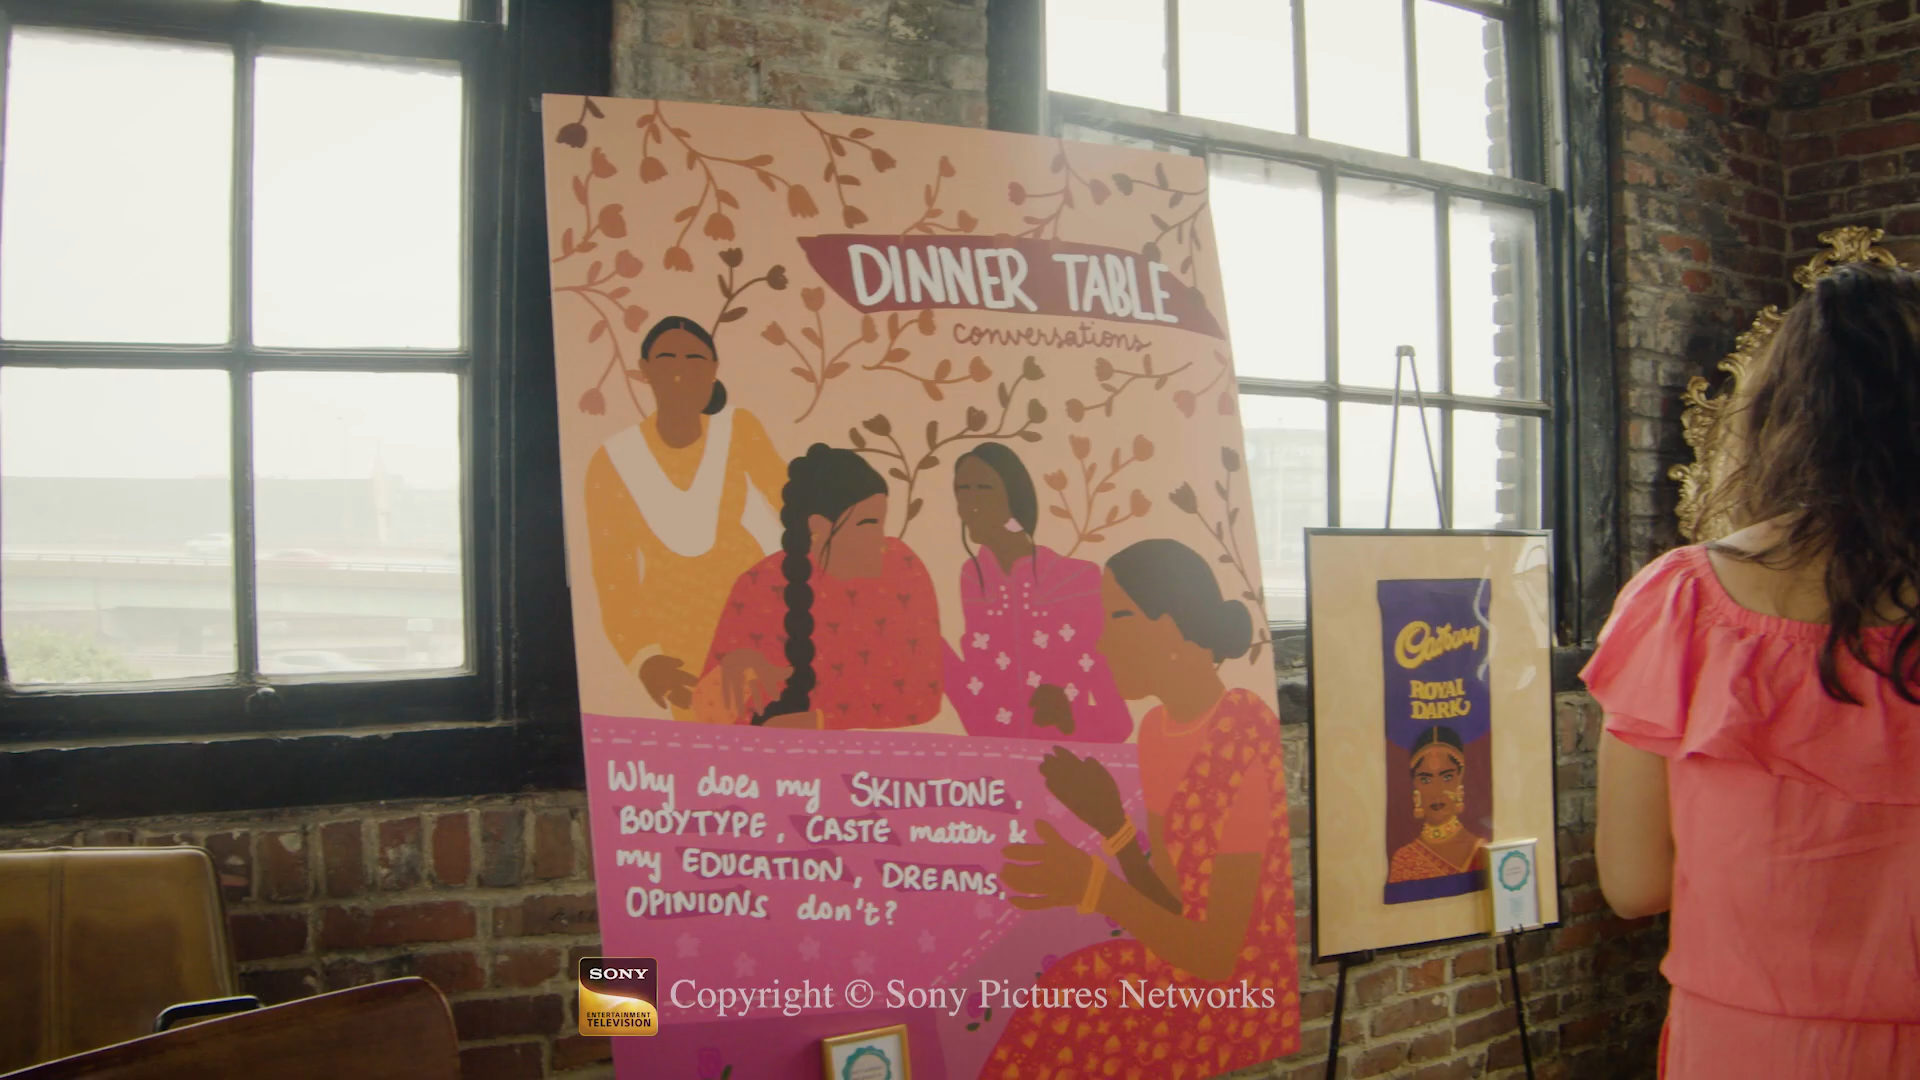 DINNER TABLE
conversations
Why does my SKINTONE,
BODYTYPE, CASTE matter &
my EDUCATION, DREAMS,
OPINIONS don't?
Cadbury
ROYAL
DARK
SONY
ENTERTAINMENT
TELEVISION
Copyright © Sony Pictures Networks